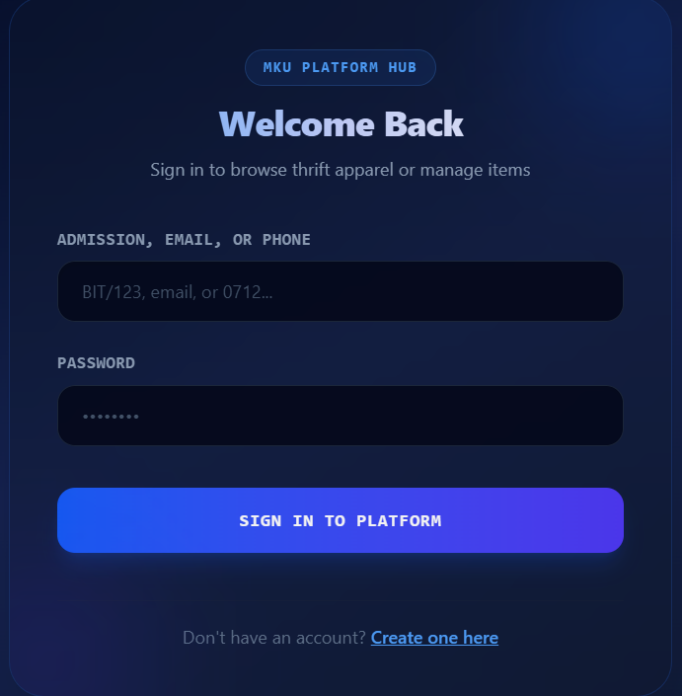 MKU PLATFORM HUB
Welcome Back
Sign in to browse thrift apparel or manage items
ADMISSION, EMAIL, OR PHONE
BIT/123, email, or 0712...
PASSWORD
••••••••
SIGN IN TO PLATFORM
Don't have an account? Create one here